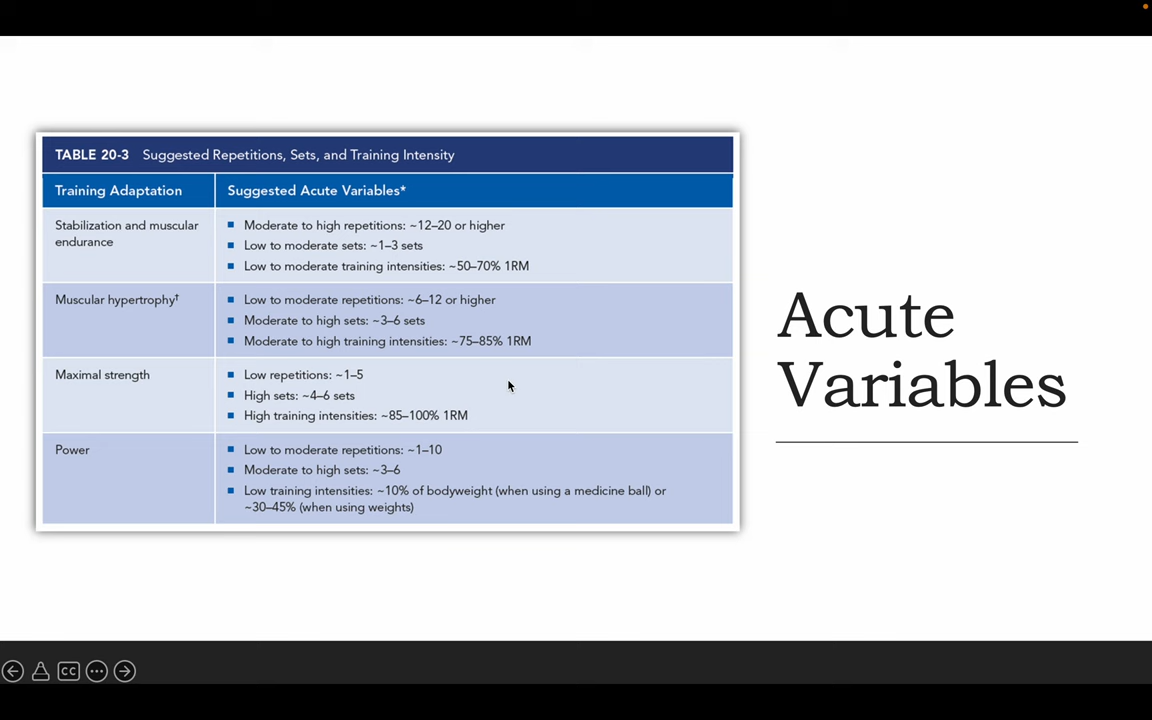 TABLE 20-3 Suggested Repetitions, Sets, and Training Intensity
Training Adaptation
Suggested Acute Variables*
Stabilization and muscular
endurance
■ Moderate to high repetitions: ~12–20 or higher
■ Low to moderate sets: ~1–3 sets
■ Low to moderate training intensities: ~50–70% 1RM
Muscular hypertrophy†
■ Low to moderate repetitions: ~6–12 or higher
■ Moderate to high sets: ~3–6 sets
■ Moderate to high training intensities: ~75–85% 1RM
Maximal strength
■ Low repetitions: ~1–5
■ High sets: ~4–6 sets
■ High training intensities: ~85–100% 1RM
Power
■ Low to moderate repetitions: ~1–10
■ Moderate to high sets: ~3–6
■ Low training intensities: ~10% of bodyweight (when using a medicine ball) or
~30–45% (when using weights)
Acute
Variables
CC